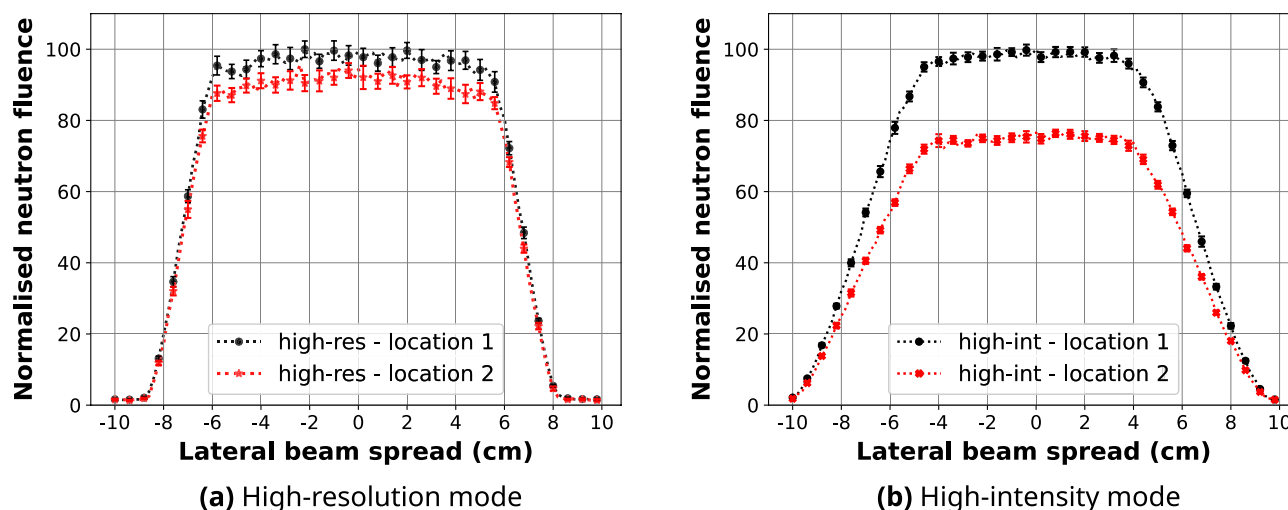 Normalised neutron fluence
100
80
60
40
20
0
high-res - location 1
high-res - location 2
-10 -8 -6 -4 -2 0 2 4 6 8 10
Lateral beam spread (cm)
(a) High-resolution mode
Normalised neutron fluence
100
80
60
40
20
0
high-int - location 1
high-int - location 2
-10 -8 -6 -4 -2 0 2 4 6 8 10
Lateral beam spread (cm)
(b) High-intensity mode